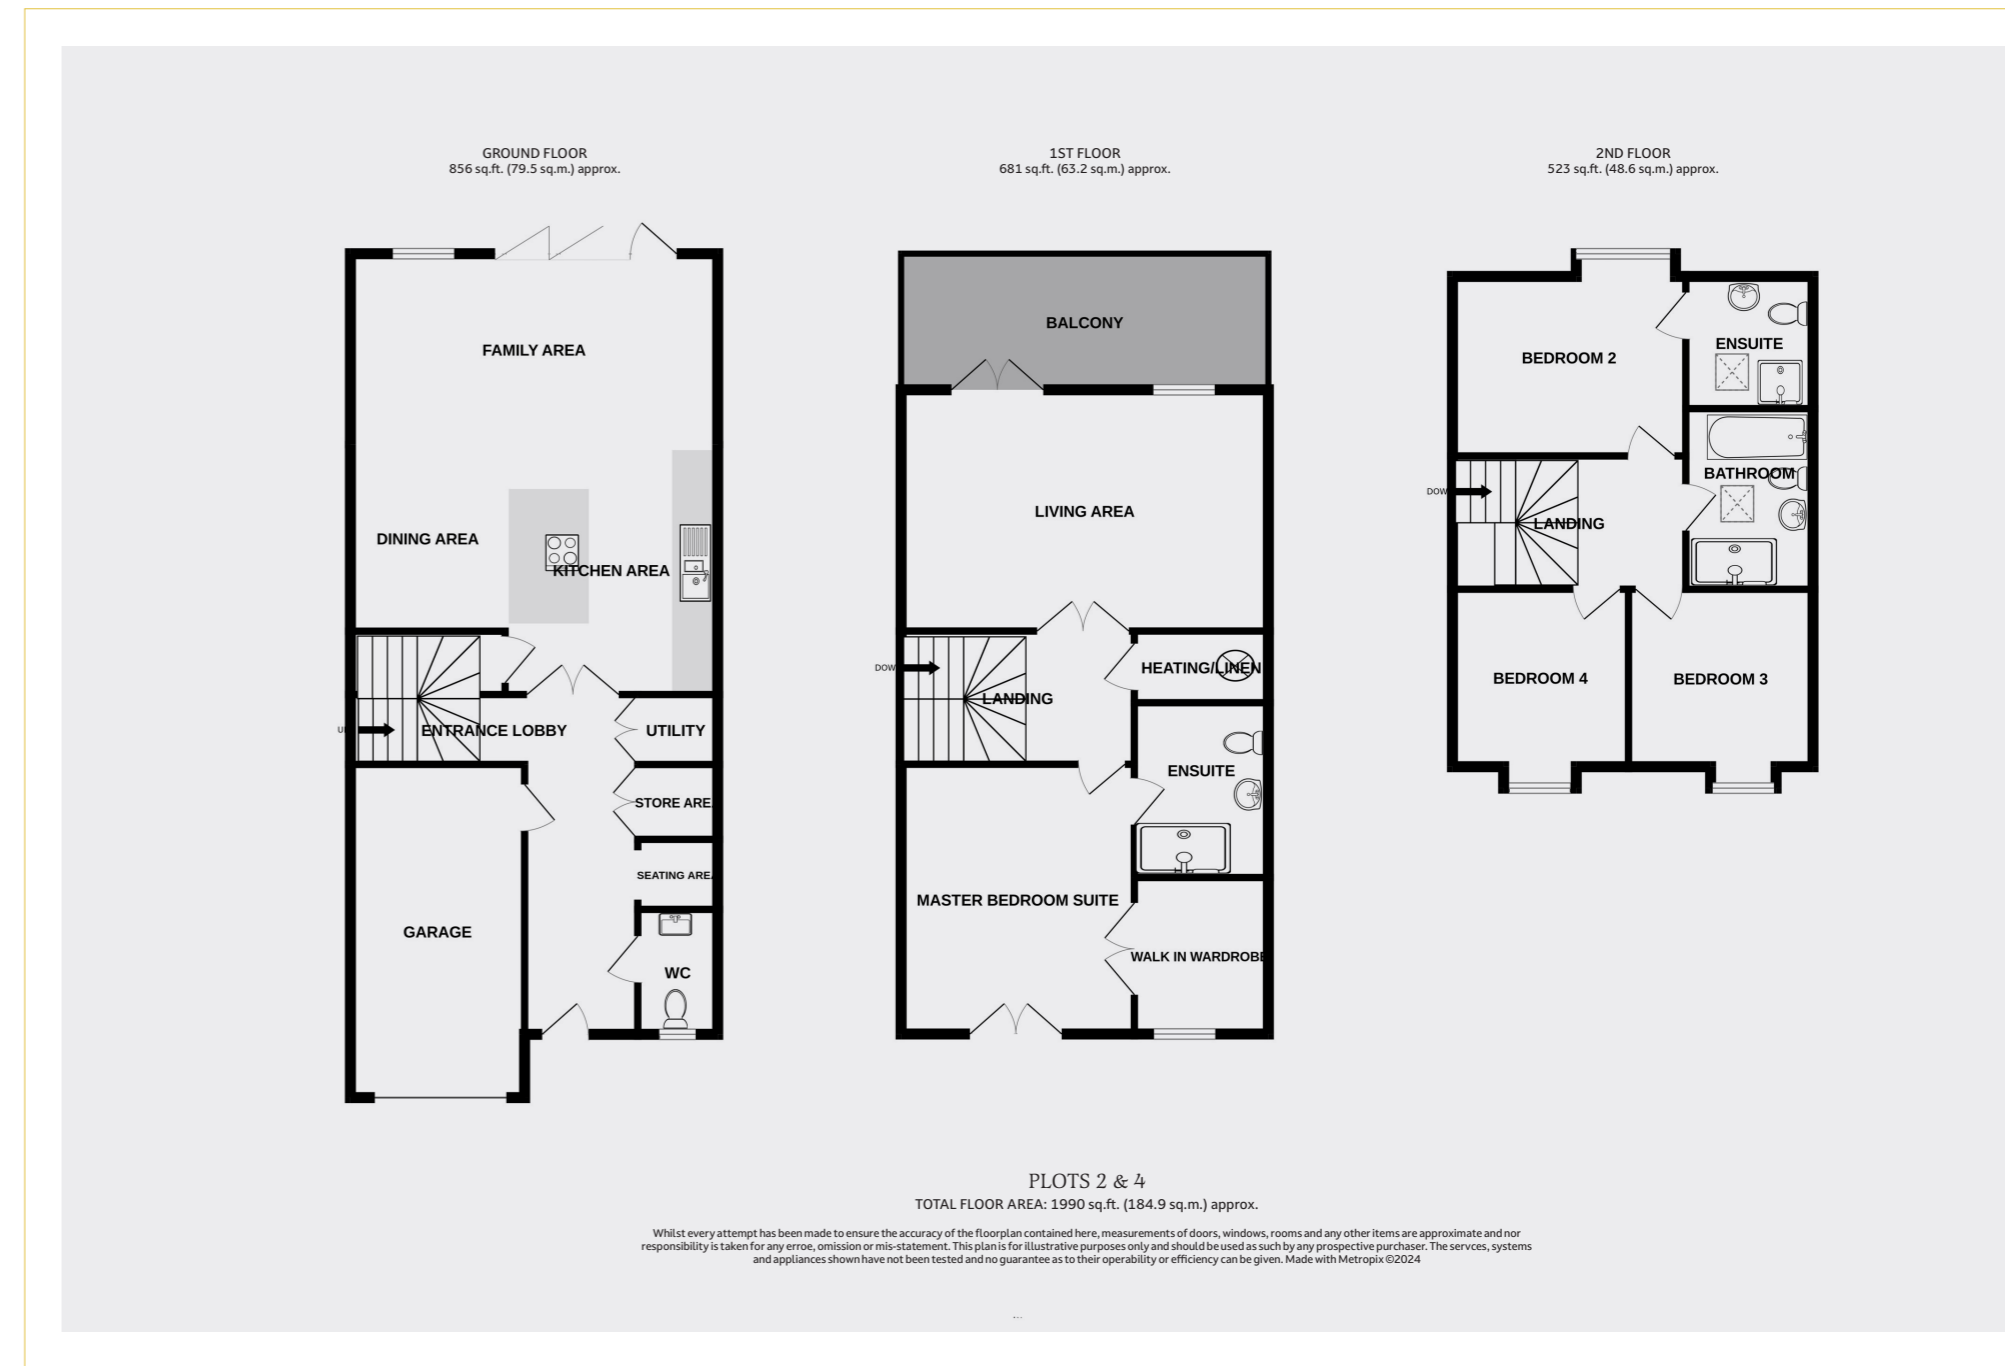 GROUND FLOOR
856 sq.ft. (79.5 sq.m.) approx.
FAMILY AREA
DINING AREA
KITCHEN AREA
ENTRANCE LOBBY
UTILITY
STORE ARE
SEATING AREA
GARAGE
WC
1ST FLOOR
681 sq.ft. (63.2 sq.m.) approx.
BALCONY
LIVING AREA
DOW
HEATING/LINEN
LANDING
ENSUITE
MASTER BEDROOM SUITE
WALK IN WARDROBE
2ND FLOOR
523 sq.ft. (48.6 sq.m.) approx.
BEDROOM 2
ENSUITE
BATHROOM
DOW
LANDING
BEDROOM 4
BEDROOM 3
PLOTS 2 & 4
TOTAL FLOOR AREA: 1990 sq.ft. (184.9 sq.m.) approx.
Whilst every attempt has been made to ensure the accuracy of the floorplan contained here, measurements of doors, windows, rooms and any other items are approximate and nor
responsibility is taken for any erroe, omission or mis-statement. This plan is for illustrative purposes only and should be used as such by any prospective purchaser. The servces, systems
and appliances shown have not been tested and no guarantee as to their operability or efficiency can be given. Made with Metropix ©2024